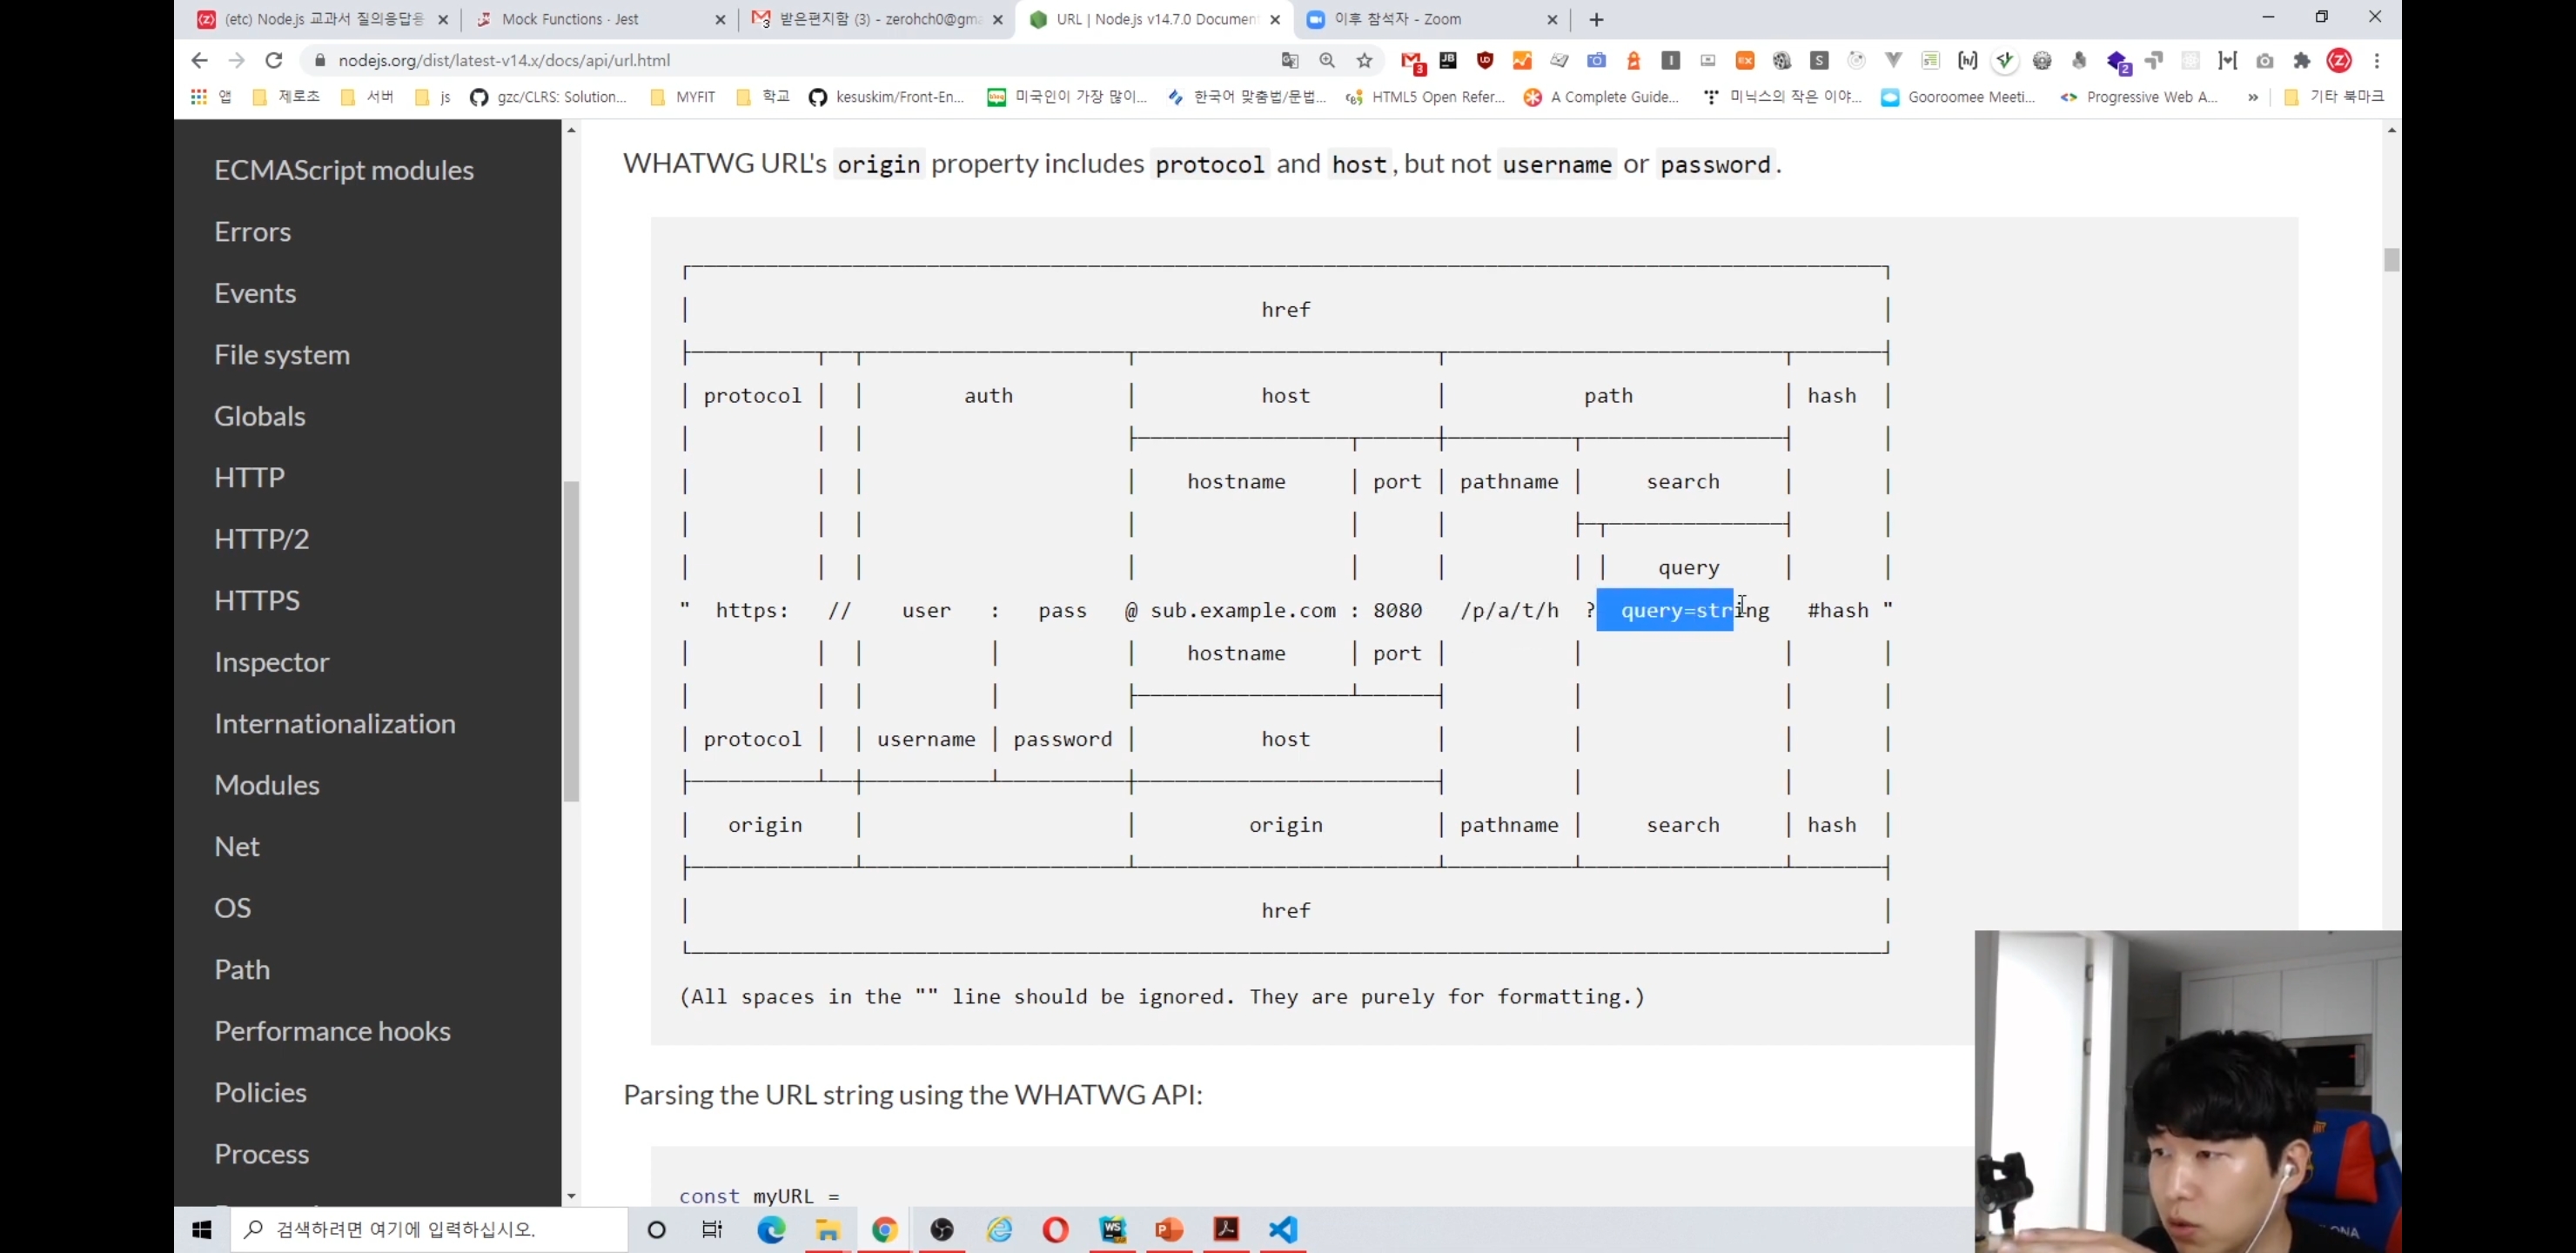 (etc) Node.js 교과서 질의응답용
Mock Functions · Jest
받은편지함 (3) - zerohch0@gma
URL | Node.js v14.7.0 Documen
이후 참석자 - Zoom
nodejs.org/dist/latest-v14.x/docs/api/url.html
앱 제로초 서버 js gzc/CLRS: Solution... MYFIT 학교 kesuskim/Front-En... 미국인이 가장 많이... 한국어 맞춤법/문법... HTML5 Open Refer... A Complete Guide... 미닉스의 작은 이야... Gooroomee Meeti... Progressive Web A... » 기타 북마크
ECMAScript modules
Errors
Events
File system
Globals
HTTP
HTTP/2
HTTPS
Inspector
Internationalization
Modules
Net
OS
Path
Performance hooks
Policies
Process
WHATWG URL's origin property includes protocol and host, but not username or password.
href
protocol auth host path hash
hostname port pathname search
query
" https: // user : pass @ sub.example.com : 8080 /p/a/t/h ? query=string #hash "
hostname port
protocol username password host
origin origin pathname search hash
href
(All spaces in the "" line should be ignored. They are purely for formatting.)
Parsing the URL string using the WHATWG API:
const myURL =
검색하려면 여기에 입력하십시오.